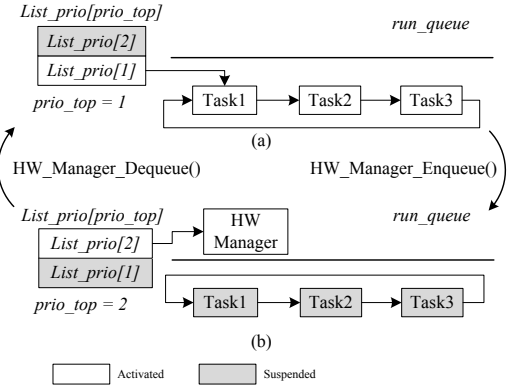 List_prio[prio_top]
run_queue
List_prio[2]
List_prio[1]
Task1 Task2 Task3
prio_top = 1
(a)
HW_Manager_Dequeue() HW_Manager_Enqueue()
List_prio[prio_top]
run_queue
HW
Manager
List_prio[2]
List_prio[1]
Task1 Task2 Task3
prio_top = 2
(b)
Activated Suspended